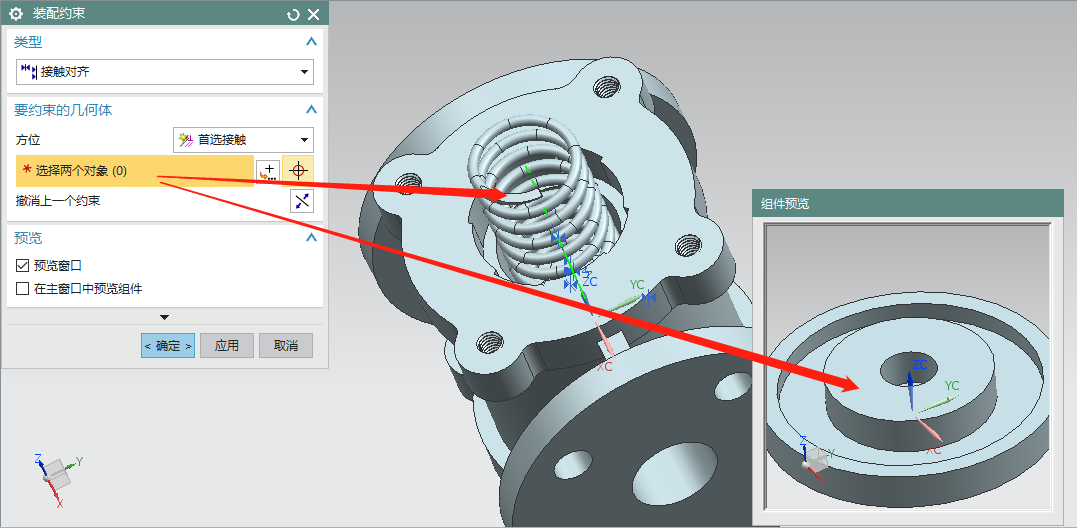 装配约束
类型
接触对齐
要约束的几何体
方位
首选接触
* 选择两个对象 (0)
撤消上一个约束
预览
预览窗口
在主窗口中预览组件
< 确定 >
应用
取消
ZC
YC
XC
Z
Y
X
组件预览
ZC
YC
XC
Z
Y